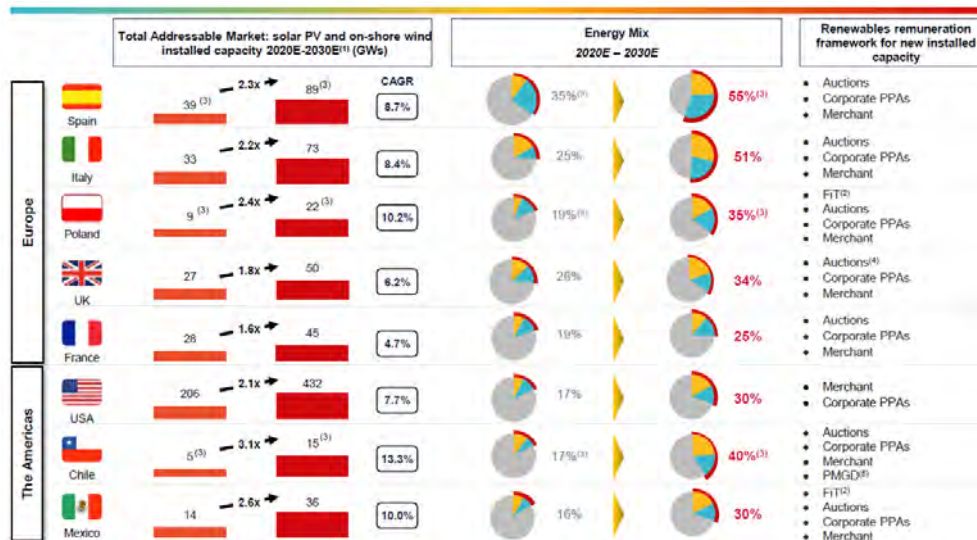 Total Addressable Market: solar PV and on-shore wind
installed capacity 2020E-2030E(1) (GWs)
Energy Mix
2020E – 2030E
Renewables remuneration
framework for new installed
capacity
CAGR
Europe
Spain
39 (3)
2.3x
89 (3)
8.7%
35%
55%(3)
Auctions
Corporate PPAs
Merchant
Italy
33
2.2x
73
8.4%
25%
51%
Auctions
Corporate PPAs
Merchant
Poland
9 (3)
2.4x
22 (3)
10.2%
19%
35%(3)
FiT(2)
Auctions
Corporate PPAs
Merchant
UK
27
1.8x
50
6.2%
26%
34%
Auctions(4)
Corporate PPAs
Merchant
France
28
1.6x
45
4.7%
19%
25%
Auctions
Corporate PPAs
Merchant
The Americas
USA
206
2.1x
432
7.7%
17%
30%
Merchant
Corporate PPAs
Chile
5(3)
3.1x
15(3)
13.3%
17%
40%(3)
Auctions
Corporate PPAs
Merchant
PMGD
Mexico
14
2.6x
36
10.0%
16%
30%
FiT(2)
Auctions
Corporate PPAs
Merchant